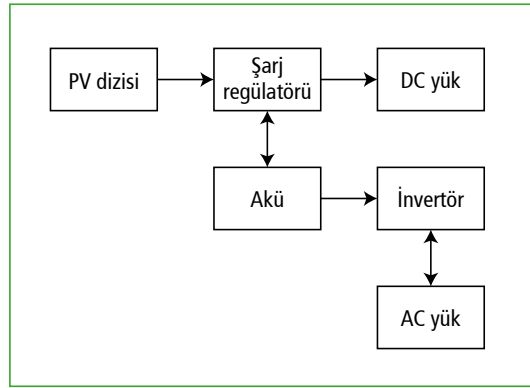 PV dizisi
Şarj
regülatörü
DC yük
Akü
İnvertör
AC yük